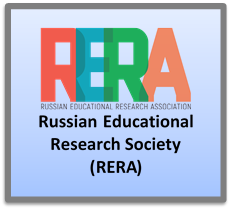 RERA
RUSSIAN EDUCATIONAL RESEARCH ASSOCIATION
Russian Educational
Research Society
(RERA)